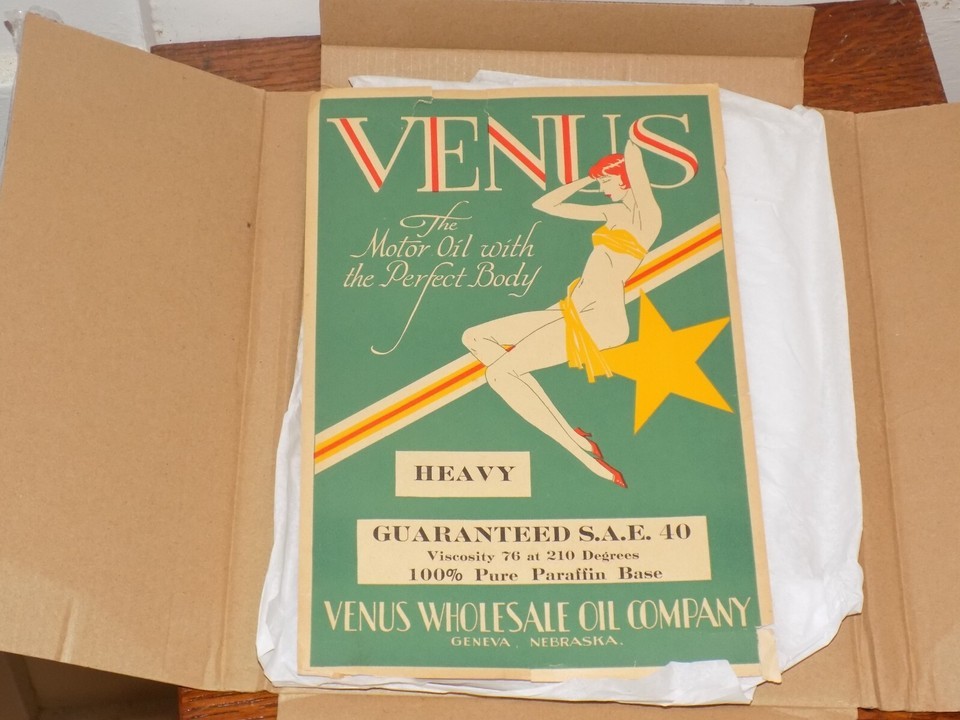 VENUS
The
Motor Oil with
the Perfect Body
HEAVY
GUARANTEED S.A.E. 40
Viscosity 76 at 210 Degrees
100% Pure Paraffin Base
VENUS WHOLESALE OIL COMPANY
GENEVA, NEBRASKA.